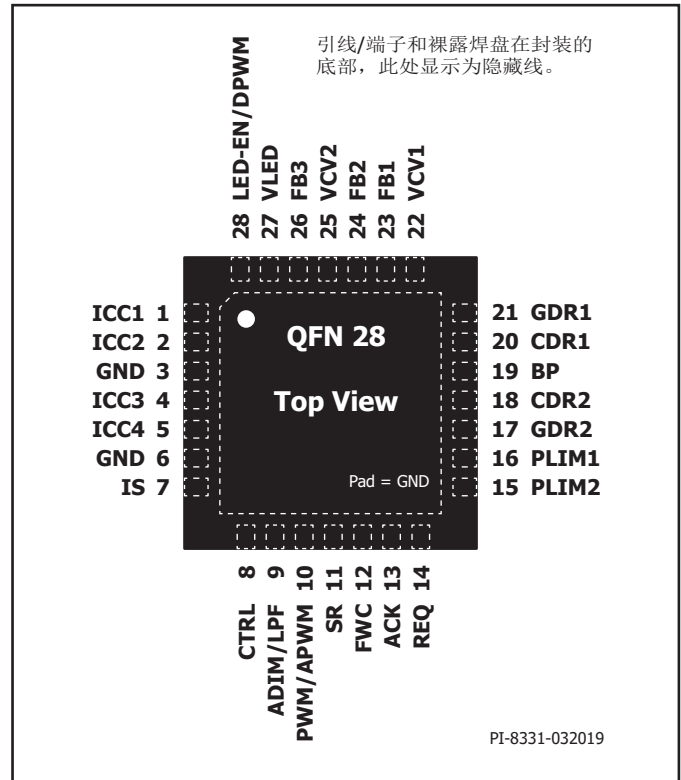 引线/端子和裸露焊盘在封装的
底部，此处显示为隐藏线。
28 LED-EN/DPWM
27 VLED
26 FB3
25 VCV2
24 FB2
23 FB1
22 VCV1
ICC1 1
ICC2 2
GND 3
ICC3 4
ICC4 5
GND 6
IS 7
QFN 28
Top View
Pad = GND
21 GDR1
20 CDR1
19 BP
18 CDR2
17 GDR2
16 PLIM1
15 PLIM2
CTRL 8
ADIM/LPF 9
PWM/APWM 10
SR 11
FWC 12
ACK 13
REQ 14
PI-8331-032019